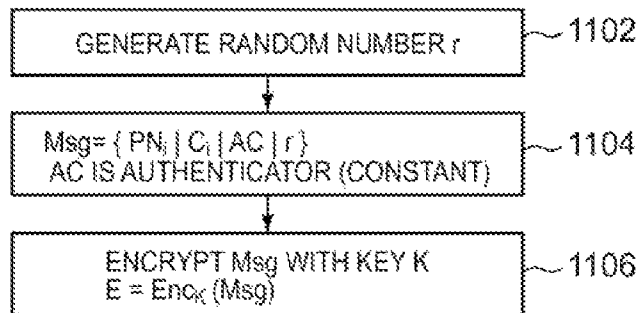 GENERATE RANDOM NUMBER r
1102
Msg= { PNᵢ | Cᵢ | AC | r }
AC IS AUTHENTICATOR (CONSTANT)
1104
ENCRYPT Msg WITH KEY K
E = Encₖ (Msg)
1106